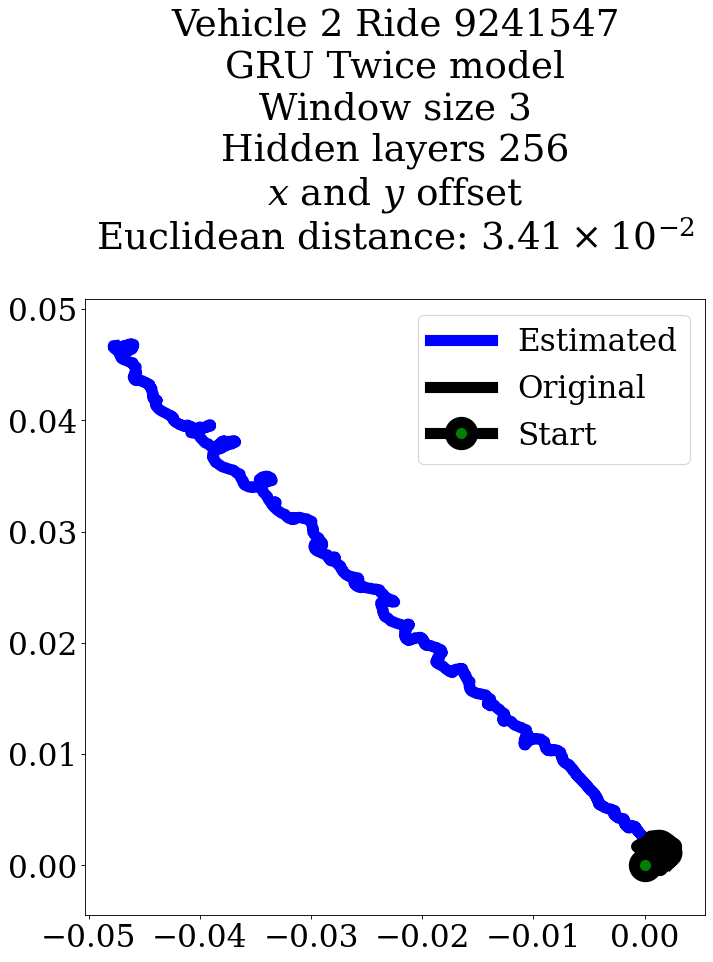 Vehicle 2 Ride 9241547
GRU Twice model
Window size 3
Hidden layers 256
x and y offset
Euclidean distance: 3.41 × 10⁻²
0.05
0.04
0.03
0.02
0.01
0.00
Estimated
Original
Start
−0.05 −0.04 −0.03 −0.02 −0.01 0.00